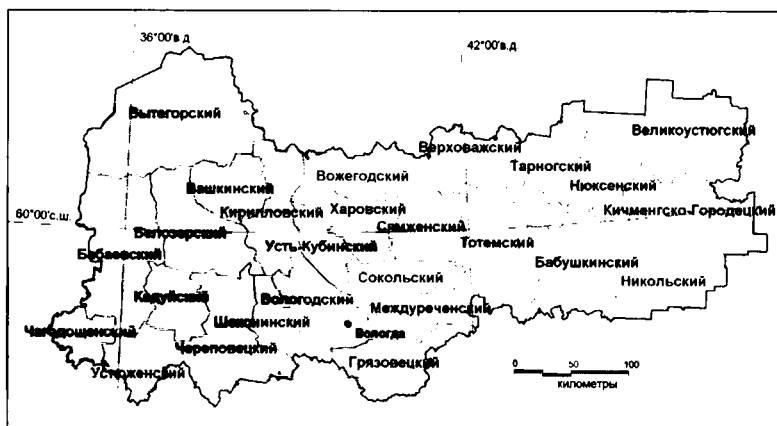 36°00'в.д
42°00'в.д.
Вытегорский
Великоустюгский
Верховажский
Тарногский
Вожегодский
Нюксенский
Вашкинский
Кирилловский
Харовский
Кичменгско-Городецкий
60°00'с.ш.
Белозерский
Сямженский
Усть-Кубинский
Тотемский
Бабаевский
Бабушкинский
Сокольский
Никольский
Кадуйский
Вологодский
Междуреченский
Чагодощенский
Шекснинский
Вологда
Череповецкий
Грязовецкий
Устюженский
0 50 100
километры